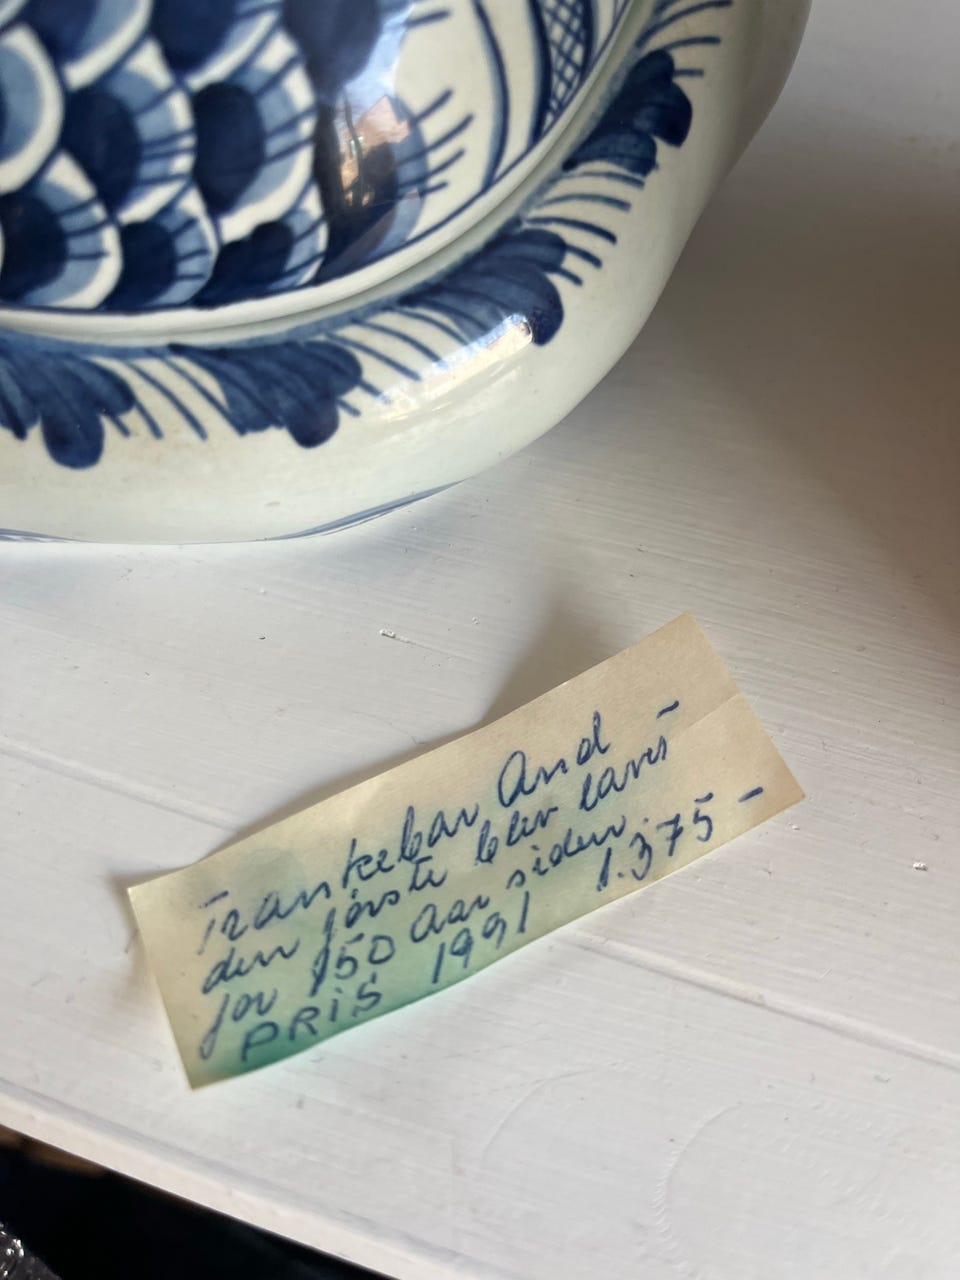 Trankebar And
den første blev lavet -
for 150 Aar siden.
PRIS 1991 1.375 -